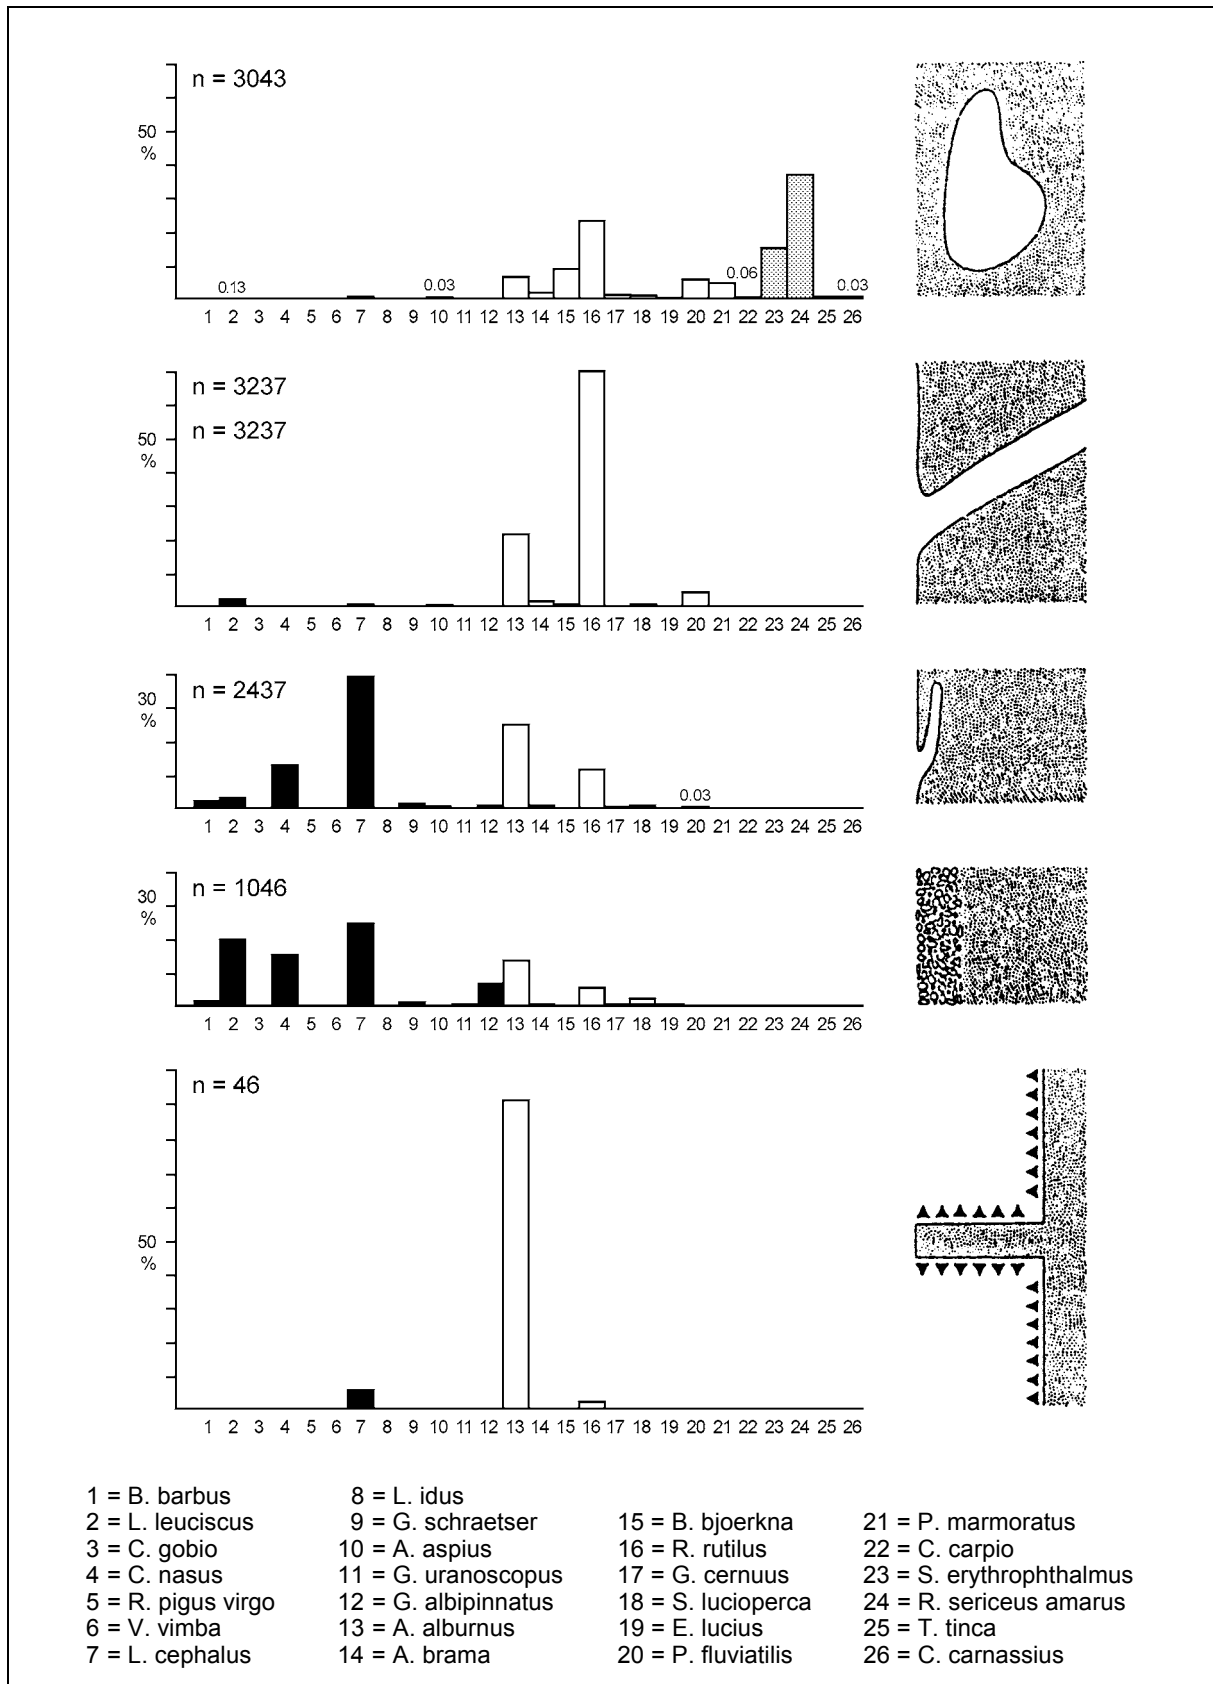 n = 3043
50
%
0.13
0.03
0.06
0.03
1 2 3 4 5 6 7 8 9 10 11 12 13 14 15 16 17 18 19 20 21 22 23 24 25 26
n = 3237
n = 3237
50
%
1 2 3 4 5 6 7 8 9 10 11 12 13 14 15 16 17 18 19 20 21 22 23 24 25 26
n = 2437
30
%
0.03
1 2 3 4 5 6 7 8 9 10 11 12 13 14 15 16 17 18 19 20 21 22 23 24 25 26
n = 1046
30
%
1 2 3 4 5 6 7 8 9 10 11 12 13 14 15 16 17 18 19 20 21 22 23 24 25 26
n = 46
50
%
1 2 3 4 5 6 7 8 9 10 11 12 13 14 15 16 17 18 19 20 21 22 23 24 25 26
1 = B. barbus
2 = L. leuciscus
3 = C. gobio
4 = C. nasus
5 = R. pigus virgo
6 = V. vimba
7 = L. cephalus
8 = L. idus
9 = G. schraetser
10 = A. aspius
11 = G. uranoscopus
12 = G. albipinnatus
13 = A. alburnus
14 = A. brama
15 = B. bjoerkna
16 = R. rutilus
17 = G. cernuus
18 = S. lucioperca
19 = E. lucius
20 = P. fluviatilis
21 = P. marmoratus
22 = C. carpio
23 = S. erythrophthalmus
24 = R. sericeus amarus
25 = T. tinca
26 = C. carnassius